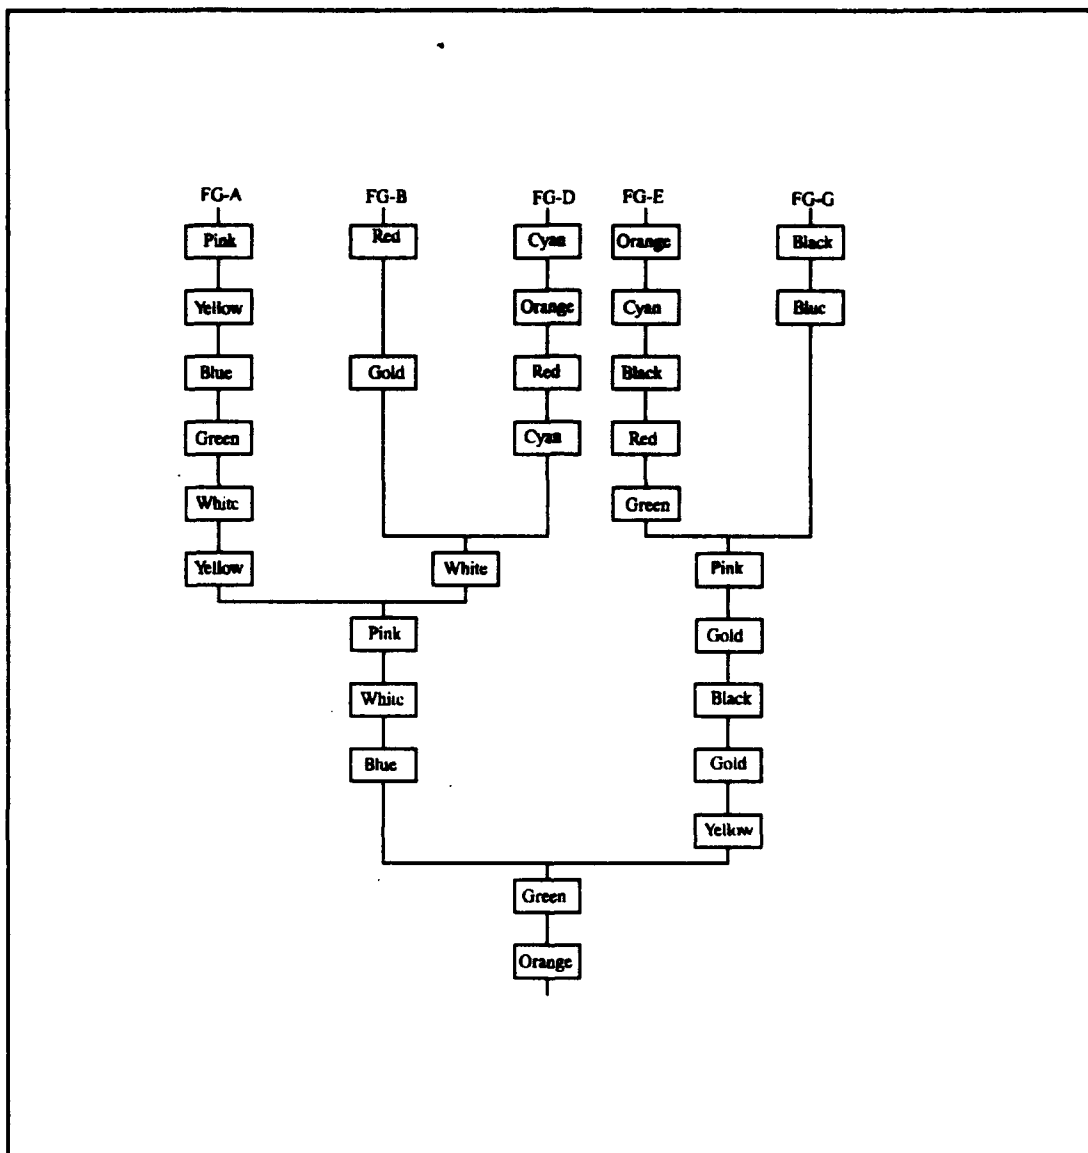 FG-A FG-B FG-D FG-E FG-G
Pink Red Cyan Orange Black
Yellow Orange Cyan Blue
Blue Gold Red Black
Green Cyan Red
White Green
Yellow White Pink
Pink Gold
White Black
Blue Gold
Yellow
Green
Orange